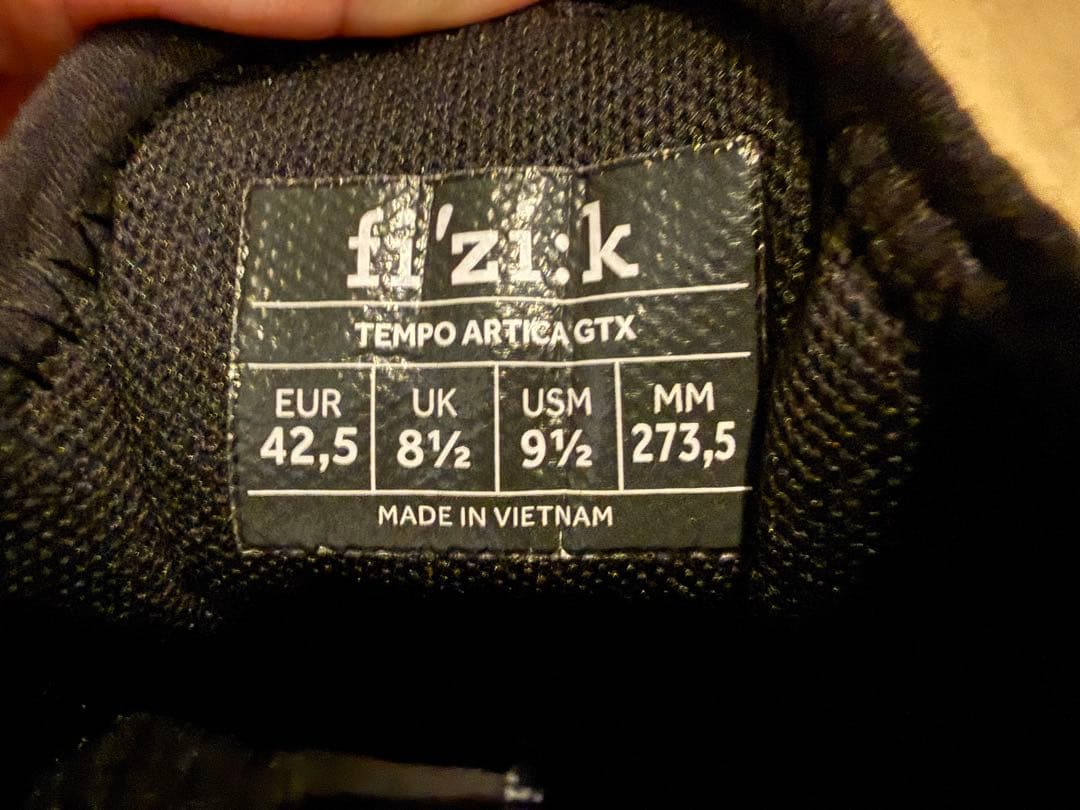 fi'zi:k
TEMPO ARTICA GTX
EUR UK USM MM
42,5 8½ 9½ 273,5
MADE IN VIETNAM